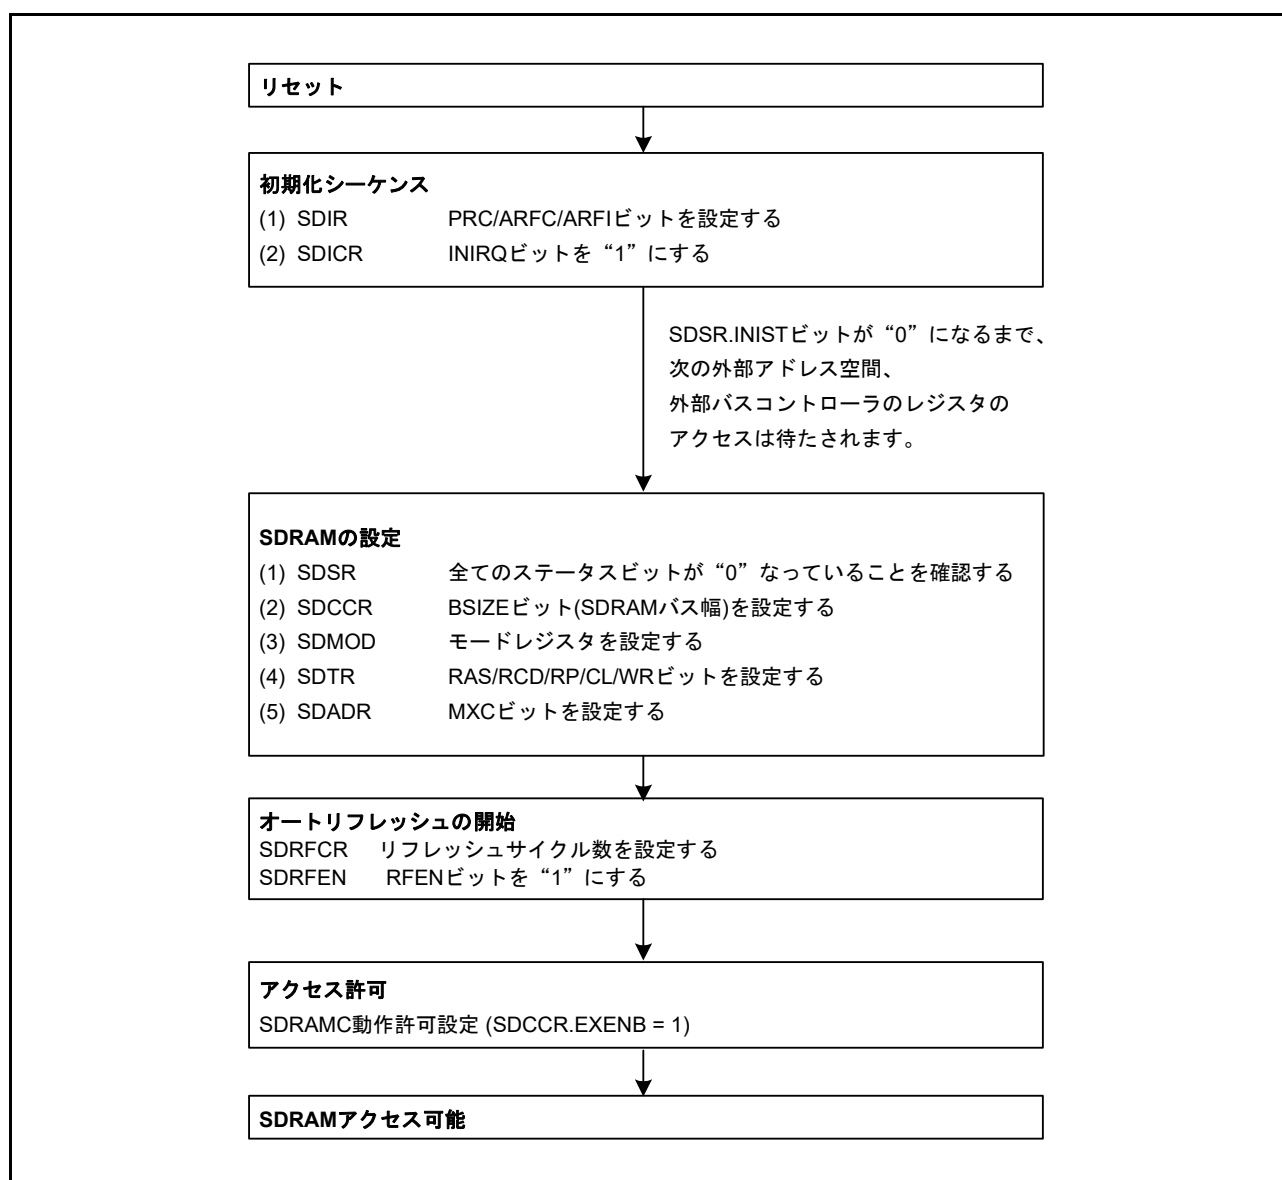 リセット
初期化シーケンス
(1) SDIR PRC/ARFC/ARFIビットを設定する
(2) SDICR INIRQビットを“1”にする
SDSR.INISTビットが“0”になるまで、
次の外部アドレス空間、
外部バスコントローラのレジスタの
アクセスは待たされます。
SDRAMの設定
(1) SDSR 全てのステータスビットが“0”なっていることを確認する
(2) SDCCR BSIZEビット(SDRAMバス幅)を設定する
(3) SDMOD モードレジスタを設定する
(4) SDTR RAS/RCD/RP/CL/WRビットを設定する
(5) SDADR MXCビットを設定する
オートリフレッシュの開始
SDRFCR リフレッシュサイクル数を設定する
SDRFEN RFENビットを“1”にする
アクセス許可
SDRAMC動作許可設定 (SDCCR.EXENB = 1)
SDRAMアクセス可能